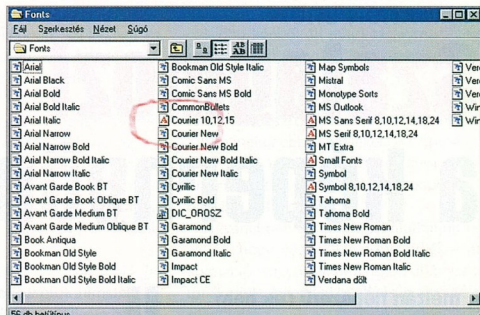 Fonts
Fájl Szerkesztés Nézet Súgó
Fonts
Arial
Arial Black
Arial Bold
Arial Bold Italic
Arial Italic
Arial Narrow
Arial Narrow Bold
Arial Narrow Bold Italic
Arial Narrow Italic
Avant Garde Book BT
Avant Garde Book Oblique BT
Avant Garde Medium BT
Avant Garde Medium Oblique BT
Book Antiqua
Bookman Old Style
Bookman Old Style Bold
Bookman Old Style Bold Italic
Bookman Old Style Italic
Comic Sans MS
Comic Sans MS Bold
CommonBullets
Courier 10,12,15
Courier New
Courier New Bold
Courier New Bold Italic
Courier New Italic
Cyrillic
Cyrillic Bold
DIC_OROSZ
Garamond
Garamond Bold
Garamond Italic
Impact
Impact CE
Map Symbols
Mistral
Monotype Sorts
MS Outlook
MS Sans Serif 8,10,12,14,18,24
MS Serif 8,10,12,14,18,24
MT Extra
Small Fonts
Symbol
Symbol 8,10,12,14,18,24
Tahoma
Tahoma Bold
Times New Roman
Times New Roman Bold
Times New Roman Bold Italic
Times New Roman Italic
Verdana dőlt
Ver
Ver
Ver
Win
Win
56 db betűtípus